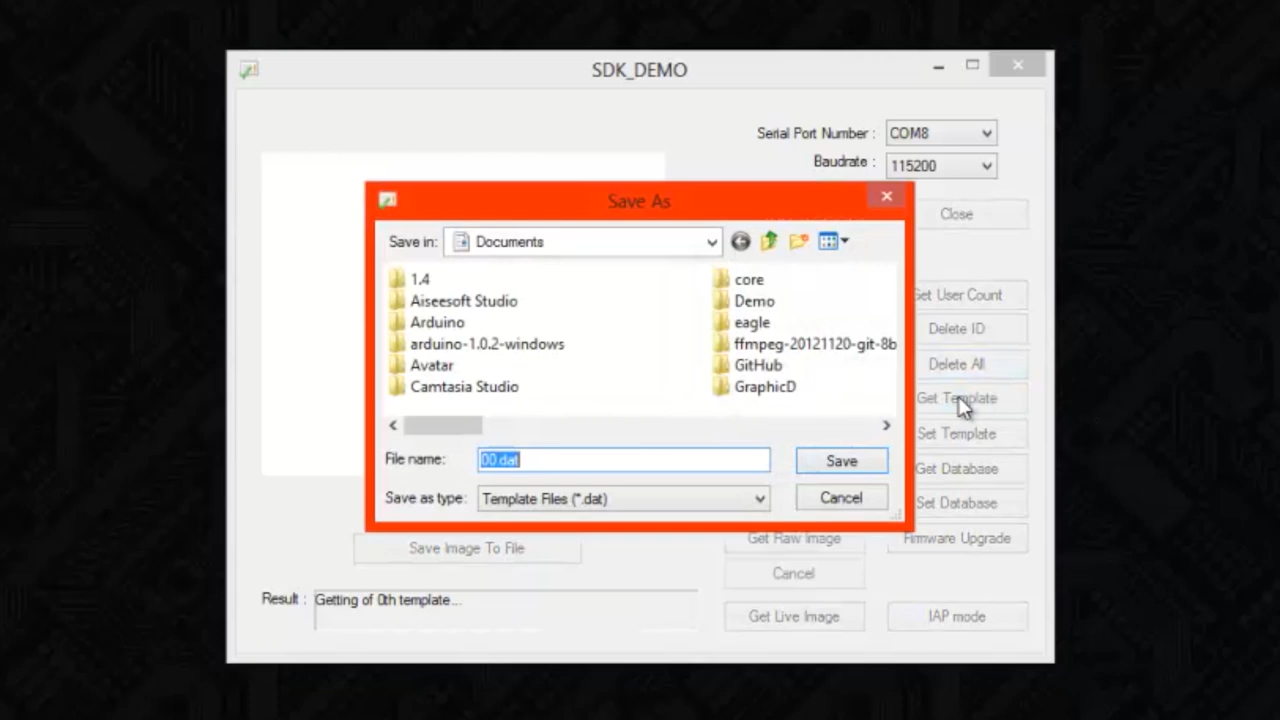 SDK_DEMO
Serial Port Number : COM8
Baudrate : 115200
Save As
Close
Save in: Documents
1.4 core
Aiseesoft Studio Demo
Arduino eagle
arduino-1.0.2-windows ffmpeg-20121120-git-8b
Avatar GitHub
Camtasia Studio GraphicD
Get User Count
Delete ID
Delete All
Get Template
Set Template
File name: 00.dat Save
Get Database
Save as type: Template Files (*.dat) Cancel
Set Database
Get Raw Image Firmware Upgrade
Save Image To File
Cancel
Result : Getting of 0th template...
Get Live Image IAP mode